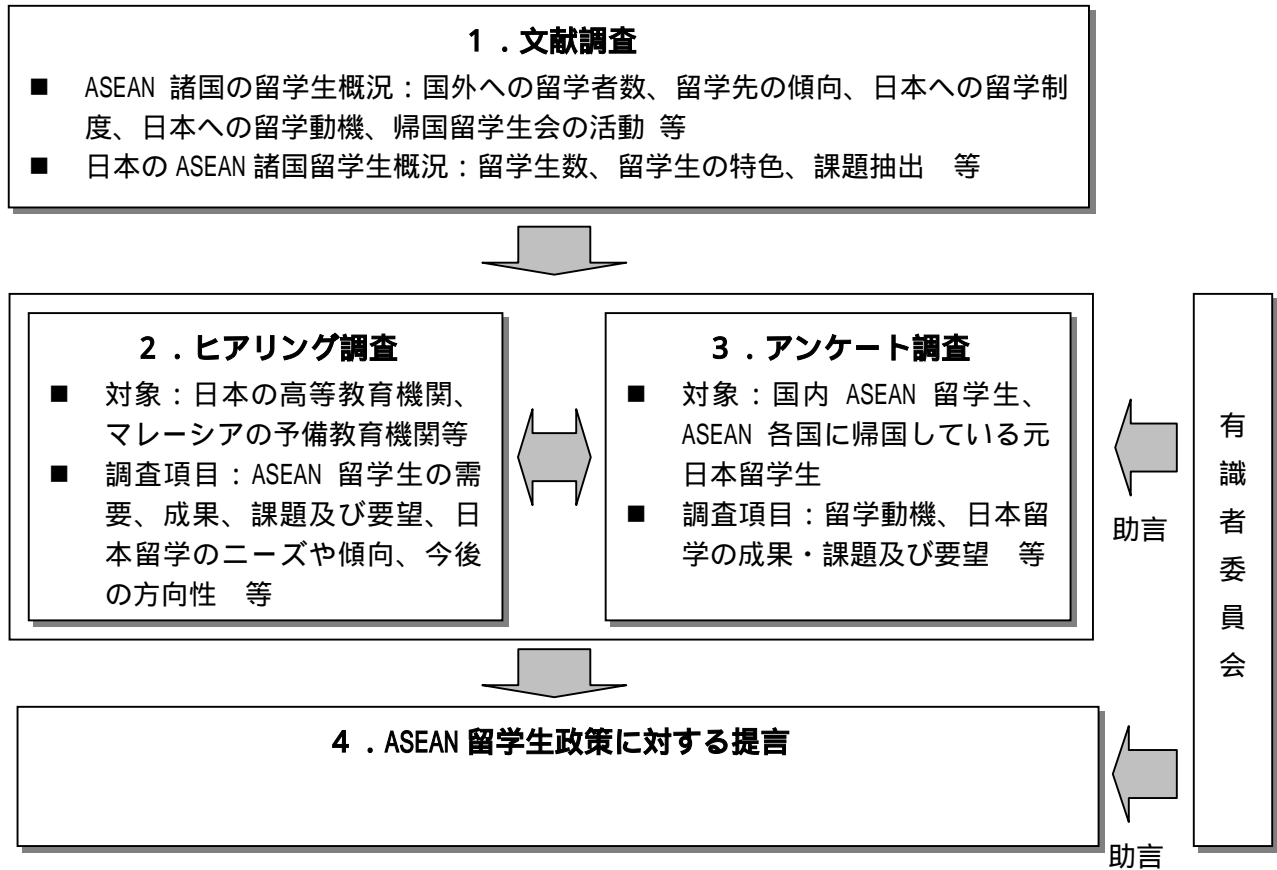 １．文献調査
■ ASEAN 諸国の留学生概況：国外への留学者数、留学先の傾向、日本への留学制
度、日本への留学動機、帰国留学生会の活動 等
■ 日本の ASEAN 諸国留学生概況：留学生数、留学生の特色、課題抽出　等
２．ヒアリング調査
■ 対象：日本の高等教育機関、
マレーシアの予備教育機関等
■ 調査項目：ASEAN 留学生の需
要、成果、課題及び要望、日
本留学のニーズや傾向、今後
の方向性　等
３．アンケート調査
■ 対象：国内 ASEAN 留学生、
ASEAN 各国に帰国している元
日本留学生
■ 調査項目：留学動機、日本留
学の成果・課題及び要望　等
助言
有
識
者
委
員
会
４．ASEAN 留学生政策に対する提言
助言